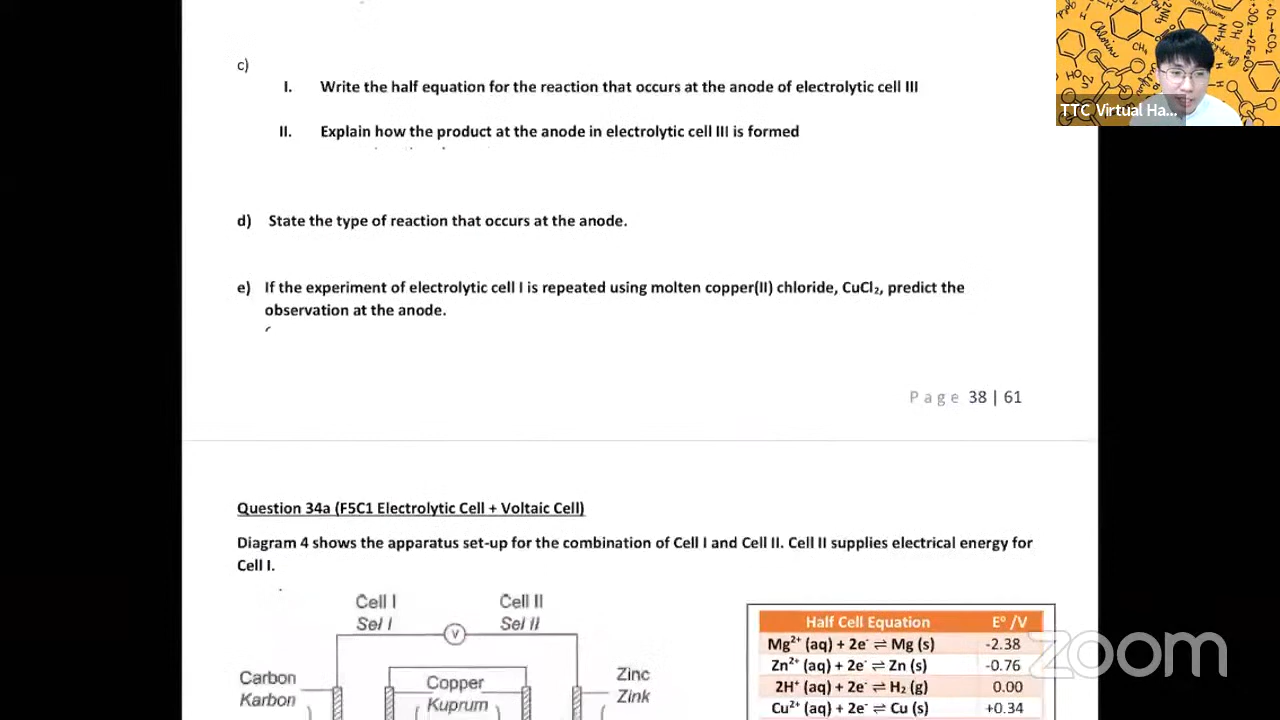 c)
I. Write the half equation for the reaction that occurs at the anode of electrolytic cell III
II. Explain how the product at the anode in electrolytic cell III is formed
d) State the type of reaction that occurs at the anode.
e) If the experiment of electrolytic cell I is repeated using molten copper(II) chloride, CuCl₂, predict the
observation at the anode.
Page 38 | 61
Question 34a (F5C1 Electrolytic Cell + Voltaic Cell)
Diagram 4 shows the apparatus set-up for the combination of Cell I and Cell II. Cell II supplies electrical energy for
Cell I.
Cell I
Sel I
Cell II
Sel II
V
Carbon
Karbon
Copper
Kuprum
Zinc
Zink
Half Cell Equation E° /V
Mg²⁺ (aq) + 2e⁻ ⇌ Mg (s) -2.38
Zn²⁺ (aq) + 2e⁻ ⇌ Zn (s) -0.76
2H⁺ (aq) + 2e⁻ ⇌ H₂ (g) 0.00
Cu²⁺ (aq) + 2e⁻ ⇌ Cu (s) +0.34
TTC Virtual Ha...
zoom